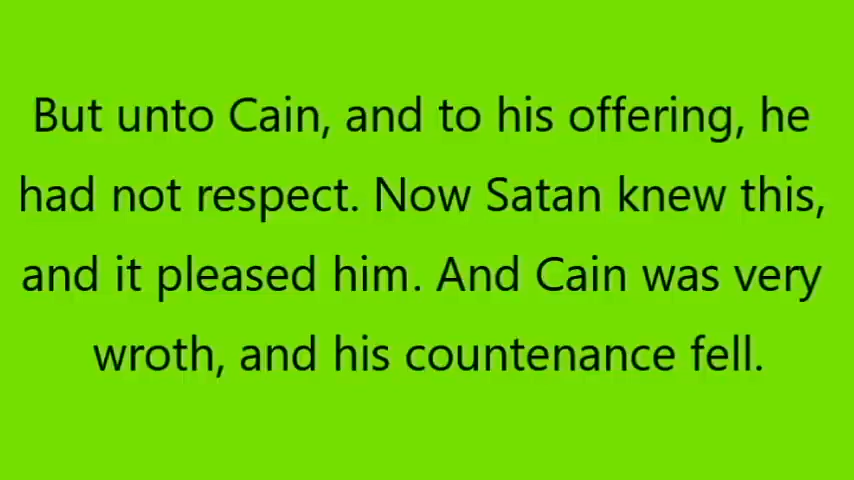 But unto Cain, and to his offering, he
had not respect. Now Satan knew this,
and it pleased him. And Cain was very
wroth, and his countenance fell.